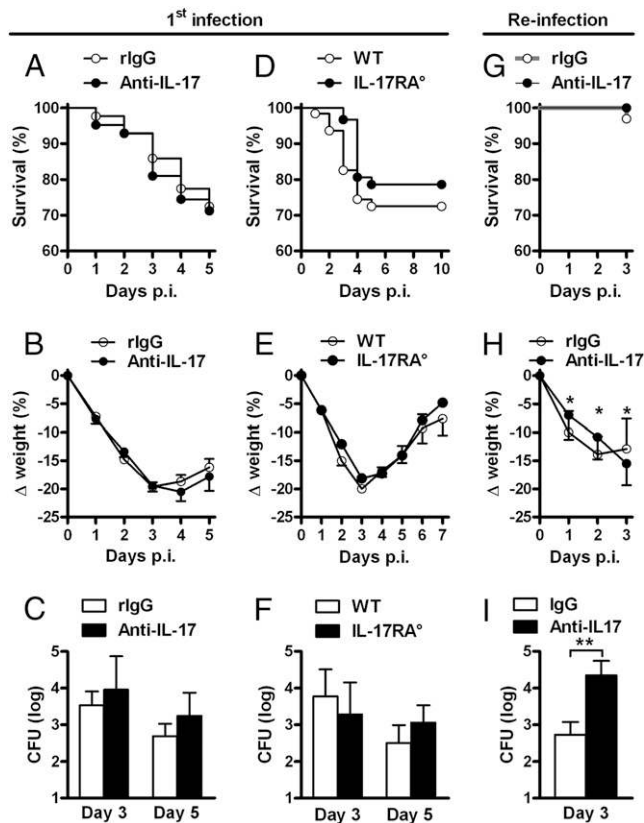 1st infection
Re-infection
A
rIgG
Anti-IL-17
Survival (%)
100
90
80
70
60
0 1 2 3 4 5
Days p.i.
D
WT
IL-17RA°
Survival (%)
100
90
80
70
60
0 2 4 6 8 10
Days p.i.
G
rIgG
Anti-IL-17
Survival (%)
100
90
80
70
60
0 3
Days p.i.
B
rIgG
Anti-IL-17
Δ weight (%)
0
-5
-10
-15
-20
-25
0 1 2 3 4 5
Days p.i.
E
WT
IL-17RA°
Δ weight (%)
0
-5
-10
-15
-20
-25
0 1 2 3 4 5 6 7
Days p.i.
H
rIgG
Anti-IL-17
Δ weight (%)
0
-5
-10
-15
-20
-25
* * *
0 1 2 3
Days p.i.
C
rIgG
Anti-IL-17
CFU (log)
5
4
3
2
1
Day 3 Day 5
F
WT
IL-17RA°
CFU (log)
5
4
3
2
1
Day 3 Day 5
I
IgG
Anti-IL17
**
CFU (log)
5
4
3
2
1
Day 3